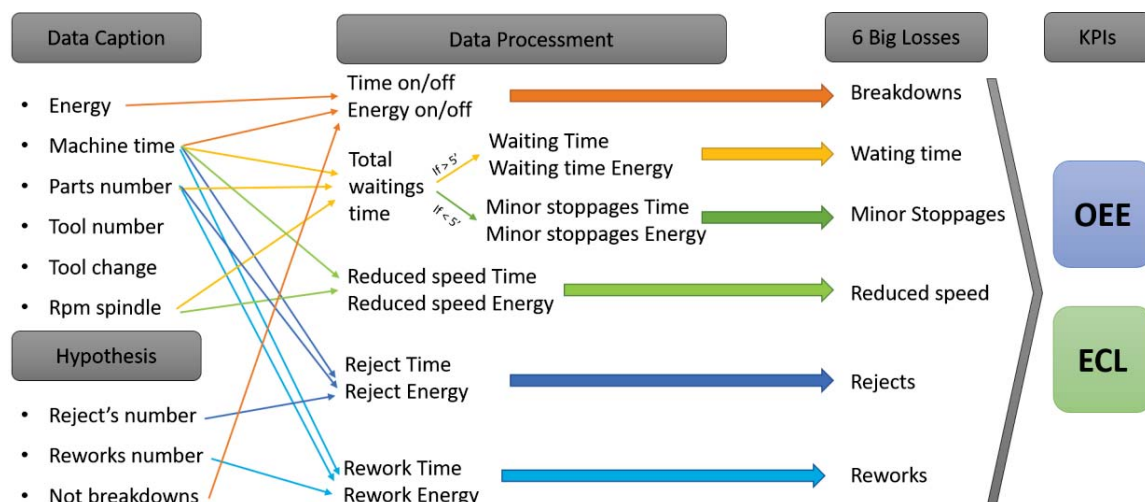 Data Caption
Data Processment
6 Big Losses
KPIs
• Energy
• Machine time
• Parts number
• Tool number
• Tool change
• Rpm spindle
Hypothesis
• Reject's number
• Reworks number
• Not breakdowns
Time on/off
Energy on/off
Total
waitings
time
If > 5'
If < 5'
Waiting Time
Waiting time Energy
Minor stoppages Time
Minor stoppages Energy
Reduced speed Time
Reduced speed Energy
Reject Time
Reject Energy
Rework Time
Rework Energy
Breakdowns
Wating time
Minor Stoppages
Reduced speed
Rejects
Reworks
OEE
ECL